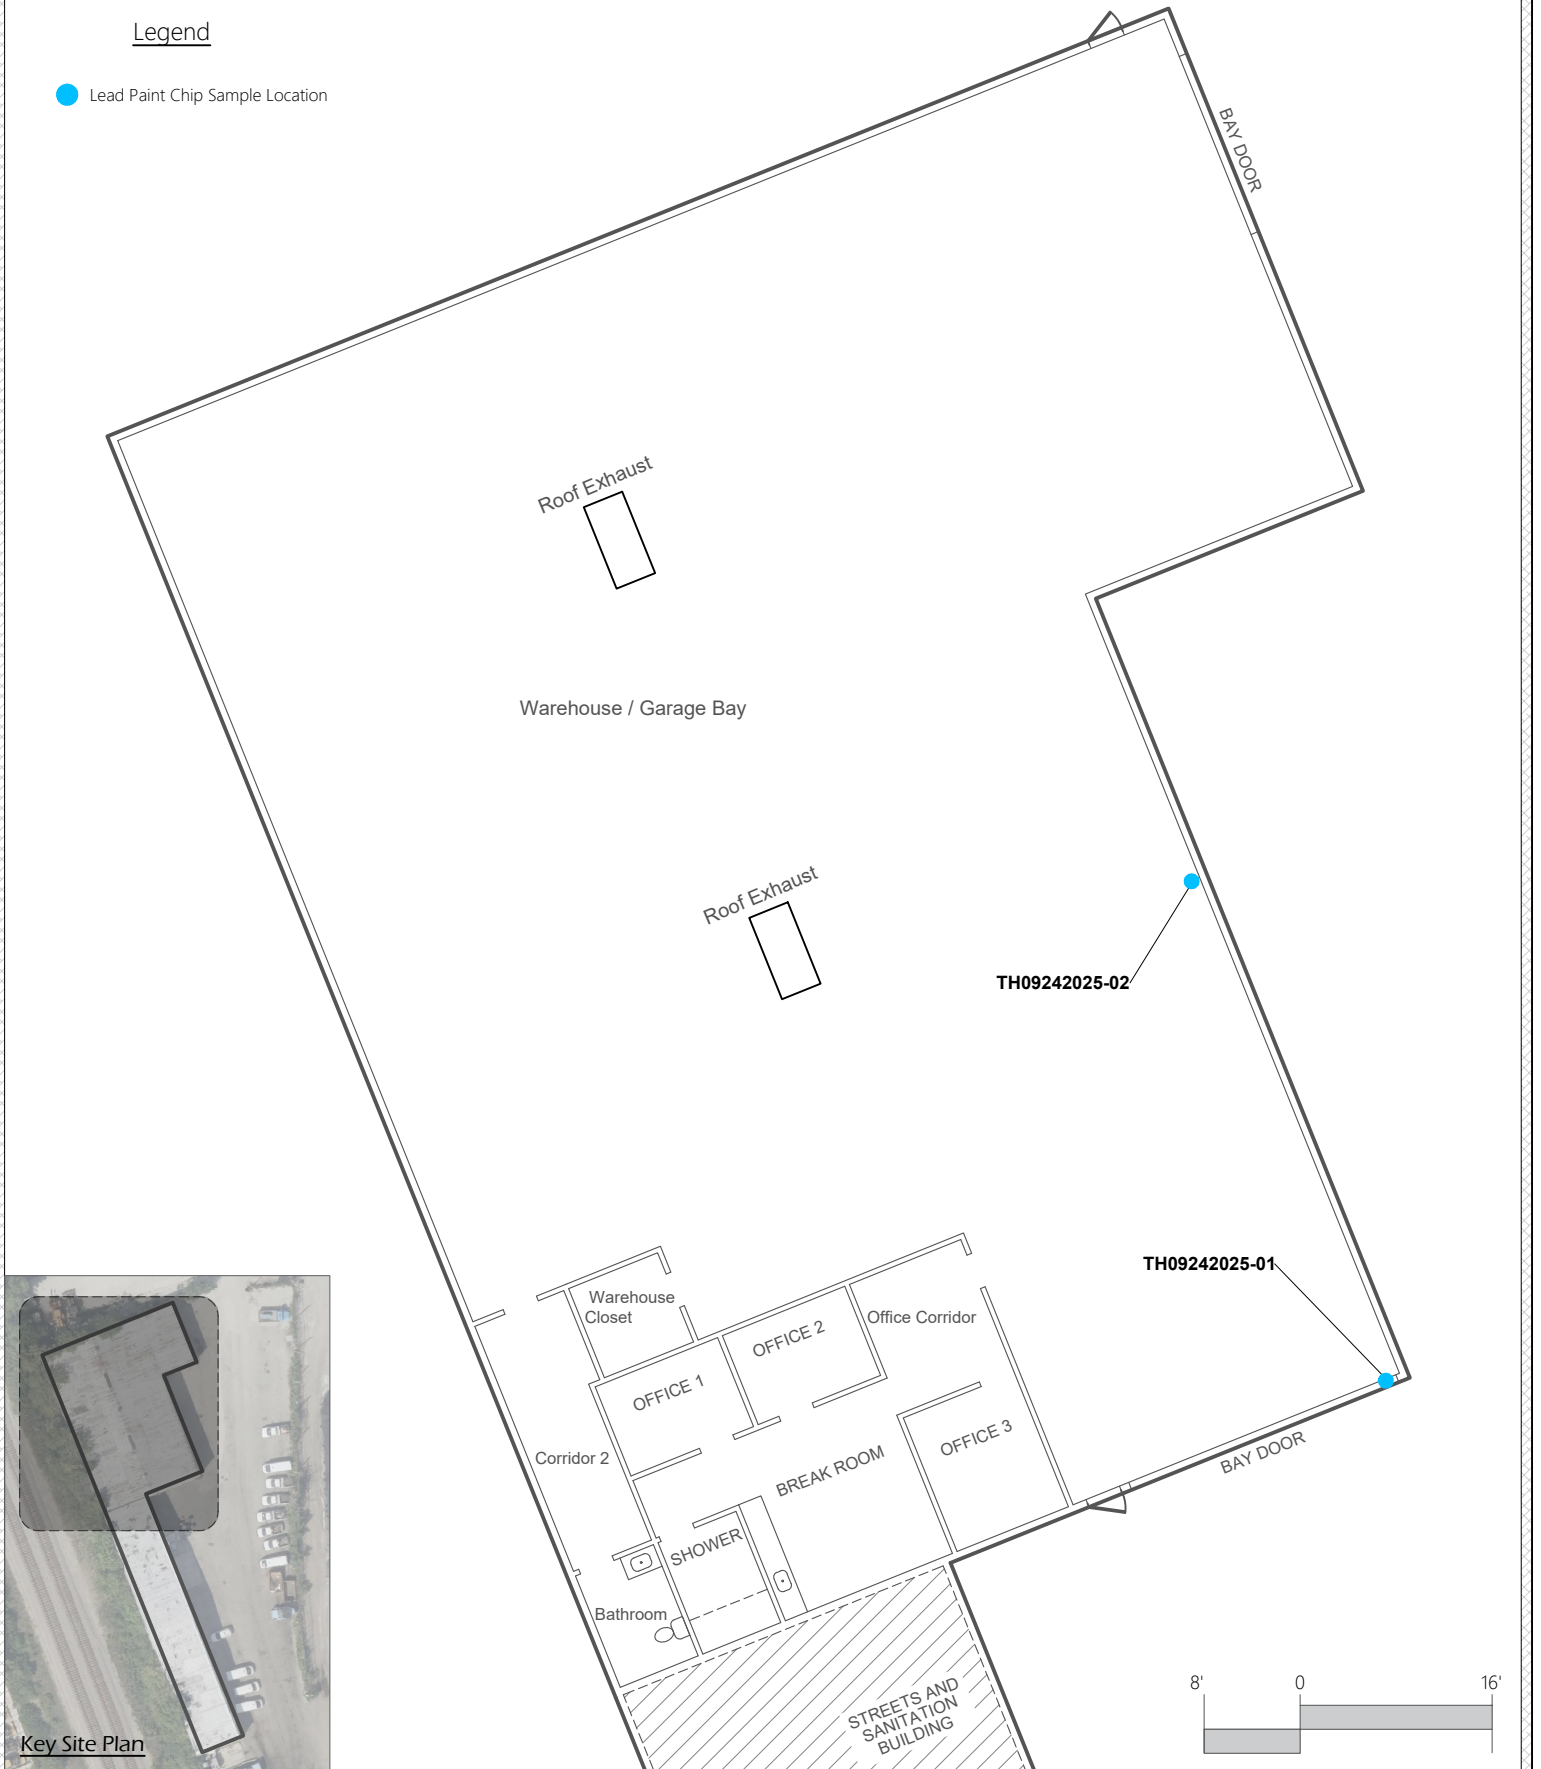 Legend
Lead Paint Chip Sample Location
BAY DOOR
Roof Exhaust
Warehouse / Garage Bay
Roof Exhaust
TH09242025-02
TH09242025-01
Warehouse
Closet
OFFICE 2
Office Corridor
OFFICE 1
OFFICE 3
Corridor 2
BREAK ROOM
BAY DOOR
SHOWER
Bathroom
STREETS AND
SANITATION
BUILDING
8' 0 16'
Key Site Plan